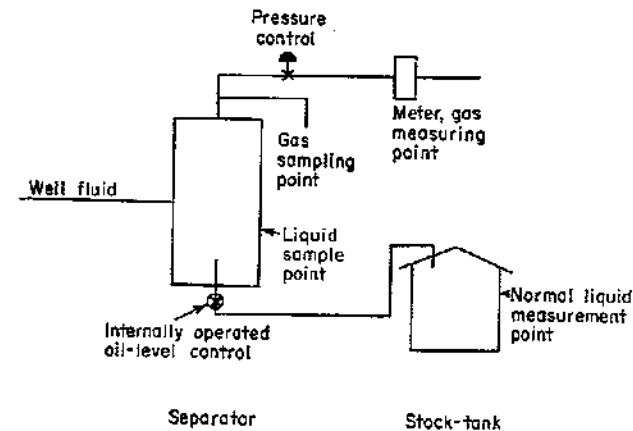 Pressure
control
Meter, gas
measuring
point
Gas
sampling
point
Well fluid
Liquid
sample
point
Normal liquid
measurement
point
Internally operated
oil-level control
Separator
Stock-tank